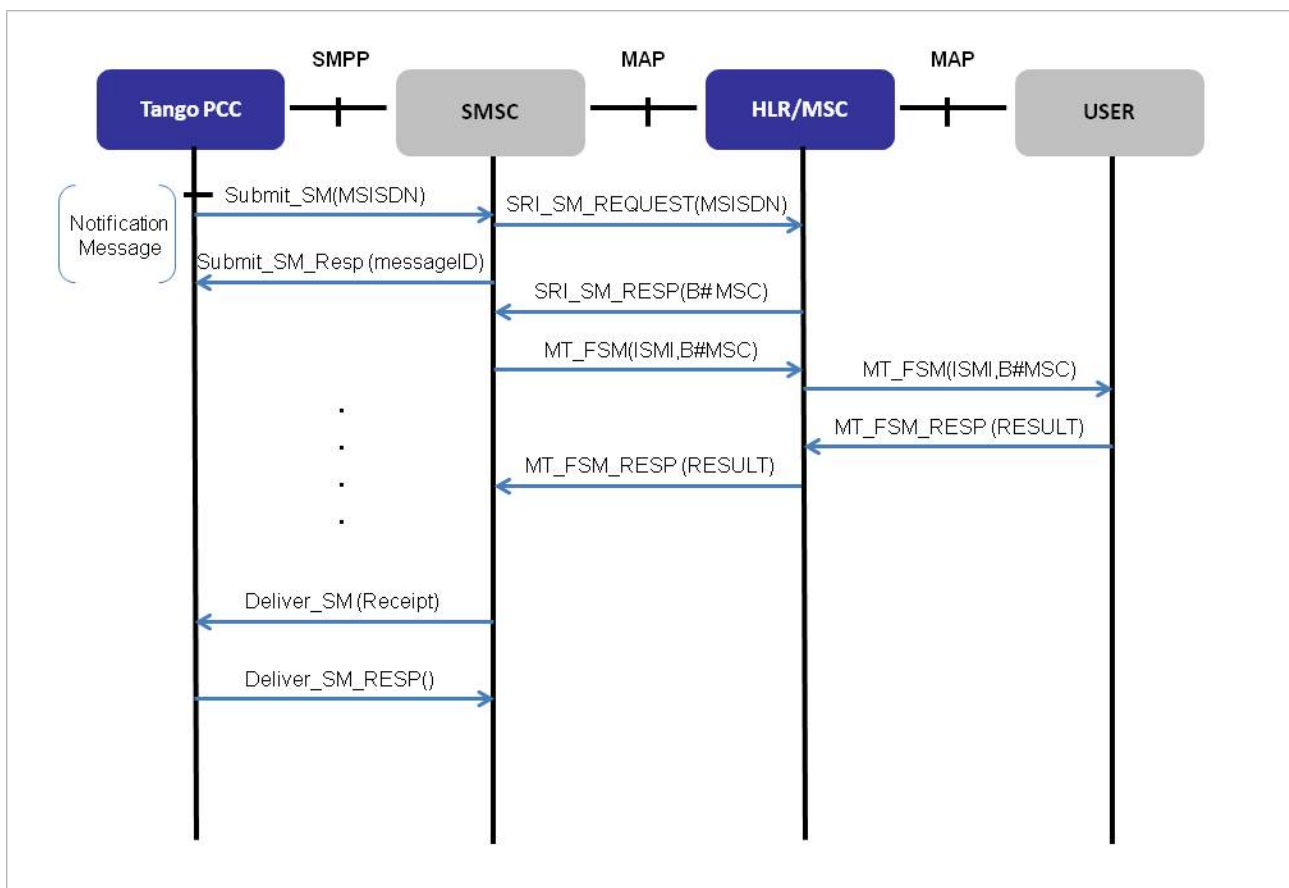 SMPP
MAP
MAP
Tango PCC
SMSC
HLR/MSC
USER
Submit_SM(MSISDN)
SRI_SM_REQUEST(MSISDN)
Notification
Message
Submit_SM_Resp (messageID)
SRI_SM_RESP(B# MSC)
MT_FSM(ISMI,B#MSC)
MT_FSM(ISMI,B#MSC)
MT_FSM_RESP (RESULT)
MT_FSM_RESP (RESULT)
Deliver_SM (Receipt)
Deliver_SM_RESP()